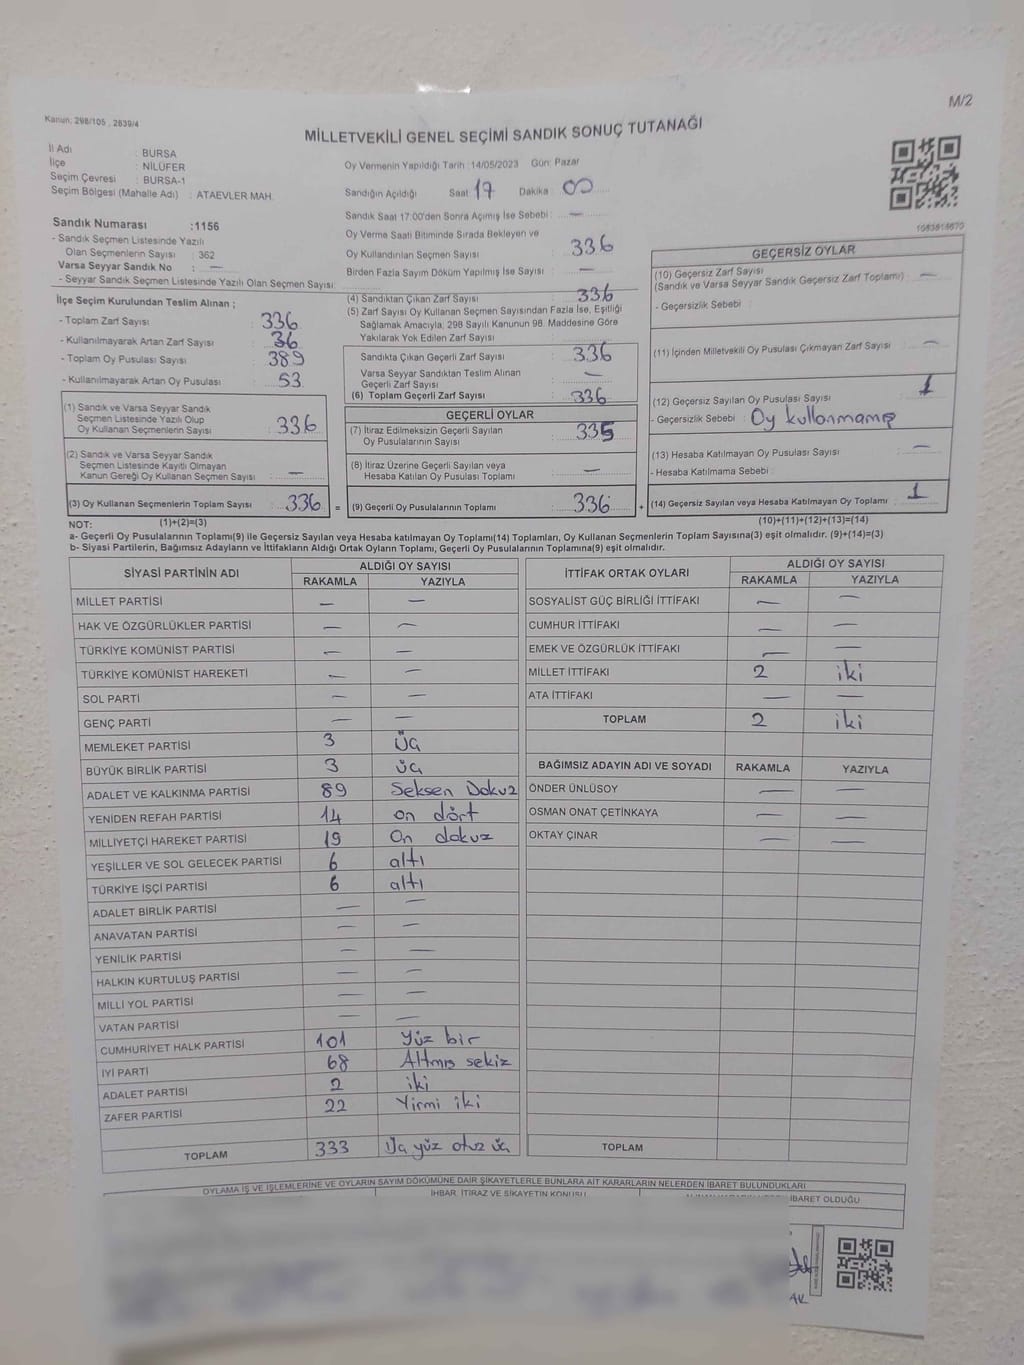 M/2
Kanun: 298/105 , 2839/4
MİLLETVEKİLİ GENEL SEÇİMİ SANDIK SONUÇ TUTANAĞI
İl Adı : BURSA
İlçe : NİLÜFER
Seçim Çevresi : BURSA-1
Seçim Bölgesi (Mahalle Adı) : ATAEVLER MAH.
Oy Vermenin Yapıldığı Tarih :14/05/2023 Gün: Pazar
Sandığın Açıldığı Saat 17 Dakika : 00
Sandık Saat 17:00'den Sonra Açımış İse Sebebi : —
Oy Verme Saati Bitiminde Sırada Bekleyen ve
Oy Kullandırılan Seçmen Sayısı 336
Birden Fazla Sayım Döküm Yapılmış İse Sayısı : —
Sandık Numarası :1156
- Sandık Seçmen Listesinde Yazılı
Olan Seçmenlerin Sayısı : 362
Varsa Seyyar Sandık No : —
- Seyyar Sandık Seçmen Listesinde Yazılı Olan Seçmen Sayısı:
İlçe Seçim Kurulundan Teslim Alınan ;
- Toplam Zarf Sayısı : 336
- Kullanılmayarak Artan Zarf Sayısı : 36
- Toplam Oy Pusulası Sayısı : 389
- Kullanılmayarak Artan Oy Pusulası : 53
(1) Sandık ve Varsa Seyyar Sandık
Seçmen Listesinde Yazılı Olup
Oy Kullanan Seçmenlerin Sayısı : 336
(2) Sandık ve Varsa Seyyar Sandık
Seçmen Listesinde Kayıtlı Olmayan
Kanun Gereği Oy Kullanan Seçmen Sayısı : —
(3) Oy Kullanan Seçmenlerin Toplam Sayısı : 336 =
(1)+(2)=(3)
(4) Sandıktan Çıkan Zarf Sayısı : 336
(5) Zarf Sayısı Oy Kullanan Seçmen Sayısından Fazla İse, Eşitliği
Sağlamak Amacıyla; 298 Sayılı Kanunun 98. Maddesine Göre
Yakılarak Yok Edilen Zarf Sayısı :
Sandıkta Çıkan Geçerli Zarf Sayısı : 336
Varsa Seyyar Sandıktan Teslim Alınan
Geçerli Zarf Sayısı : —
(6) Toplam Geçerli Zarf Sayısı : 336
GEÇERLİ OYLAR
(7) İtiraz Edilmeksizin Geçerli Sayılan
Oy Pusulalarının Sayısı : 335
(8) İtiraz Üzerine Geçerli Sayılan veya
Hesaba Katılan Oy Pusulası Toplamı : —
(9) Geçerli Oy Pusulalarının Toplamı : 336 +
GEÇERSİZ OYLAR
(10) Geçersiz Zarf Sayısı
(Sandık ve Varsa Seyyar Sandık Geçersiz Zarf Toplamı) : —
- Geçersizlik Sebebi :
(11) İçinden Milletvekili Oy Pusulası Çıkmayan Zarf Sayısı : —
(12) Geçersiz Sayılan Oy Pusulası Sayısı : 1
- Geçersizlik Sebebi : Oy kullanmamış
(13) Hesaba Katılmayan Oy Pusulası Sayısı : —
- Hesaba Katılmama Sebebi :
(14) Geçersiz Sayılan veya Hesaba Katılmayan Oy Toplamı : 1
(10)+(11)+(12)+(13)=(14)
NOT:
a- Geçerli Oy Pusulalarının Toplamı(9) ile Geçersiz Sayılan veya Hesaba katılmayan Oy Toplamı(14) Toplamları, Oy Kullanan Seçmenlerin Toplam Sayısına(3) eşit olmalıdır. (9)+(14)=(3)
b- Siyasi Partilerin, Bağımsız Adayların ve İttifakların Aldığı Ortak Oyların Toplamı, Geçerli Oy Pusulalarının Toplamına(9) eşit olmalıdır.
SİYASİ PARTİNİN ADI ALDIĞI OY SAYISI
RAKAMLA YAZIYLA
MİLLET PARTİSİ — —
HAK VE ÖZGÜRLÜKLER PARTİSİ — —
TÜRKİYE KOMÜNİST PARTİSİ — —
TÜRKİYE KOMÜNİST HAREKETİ — —
SOL PARTİ — —
GENÇ PARTİ — —
MEMLEKET PARTİSİ 3 üç
BÜYÜK BİRLİK PARTİSİ 3 üç
ADALET VE KALKINMA PARTİSİ 89 Seksen Dokuz
YENİDEN REFAH PARTİSİ 14 on dört
MİLLİYETÇİ HAREKET PARTİSİ 19 On dokuz
YEŞİLLER VE SOL GELECEK PARTİSİ 6 altı
TÜRKİYE İŞÇİ PARTİSİ 6 altı
ADALET BİRLİK PARTİSİ — —
ANAVATAN PARTİSİ — —
YENİLİK PARTİSİ — —
HALKIN KURTULUŞ PARTİSİ — —
MİLLİ YOL PARTİSİ — —
VATAN PARTİSİ — —
CUMHURİYET HALK PARTİSİ 101 Yüz bir
İYİ PARTİ 68 Altmış sekiz
ADALET PARTİSİ 2 iki
ZAFER PARTİSİ 22 Yirmi iki
TOPLAM 333 Üç yüz otuz üç
İTTİFAK ORTAK OYLARI ALDIĞI OY SAYISI
RAKAMLA YAZIYLA
SOSYALİST GÜÇ BİRLİĞİ İTTİFAKI — —
CUMHUR İTTİFAKI — —
EMEK VE ÖZGÜRLÜK İTTİFAKI — —
MİLLET İTTİFAKI 2 iki
ATA İTTİFAKI — —
TOPLAM 2 iki
BAĞIMSIZ ADAYIN ADI VE SOYADI RAKAMLA YAZIYLA
ÖNDER ÜNLÜSOY — —
OSMAN ONAT ÇETİNKAYA — —
OKTAY ÇINAR — —
TOPLAM
OYLAMA İŞ VE İŞLEMLERİNE VE OYLARIN SAYIM DÖKÜMÜNE DAİR ŞİKAYETLERLE BUNLARA AİT KARARLARIN NELERDEN İBARET BULUNDUKLARI
İHBAR, İTİRAZ VE ŞİKAYETİN KONUSU İBARET OLDUĞU